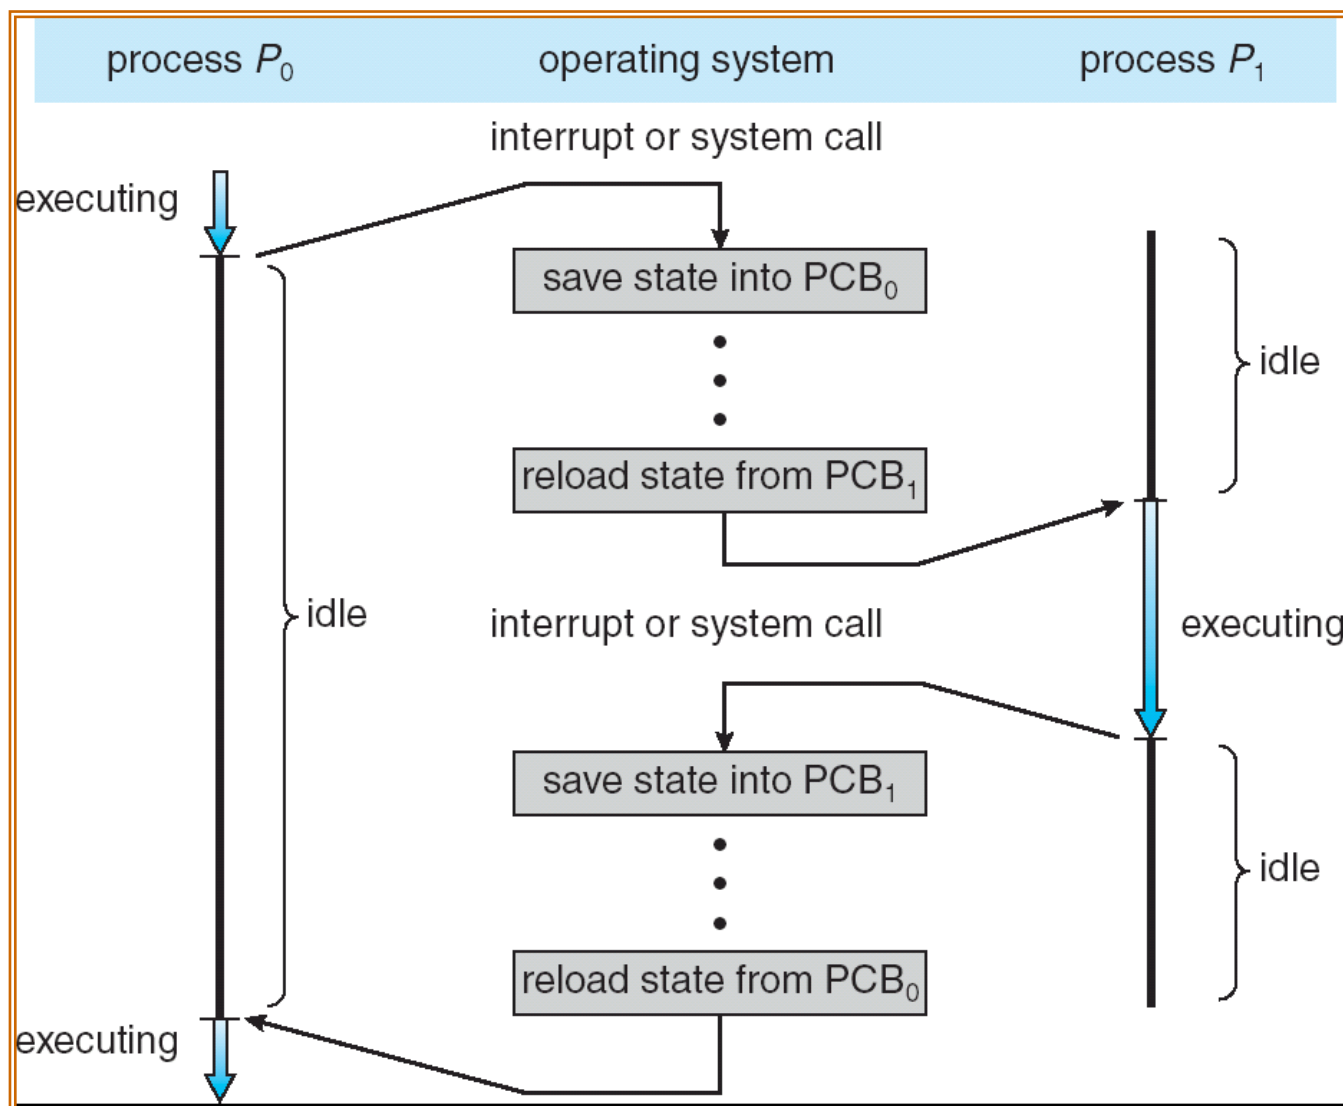 process P₀ operating system process P₁
interrupt or system call
executing
save state into PCB₀
idle
reload state from PCB₁
idle
interrupt or system call
executing
save state into PCB₁
idle
reload state from PCB₀
executing